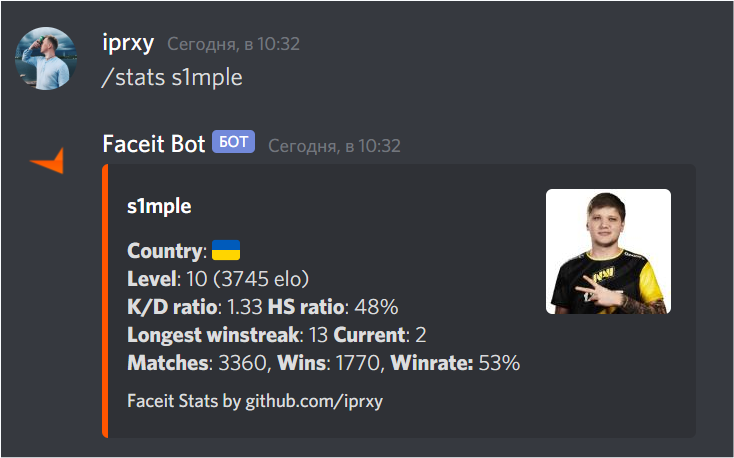 iprxy Сегодня, в 10:32
/stats s1mple
Faceit Bot БОТ Сегодня, в 10:32
s1mple
Country:
Level: 10 (3745 elo)
K/D ratio: 1.33 HS ratio: 48%
Longest winstreak: 13 Current: 2
Matches: 3360, Wins: 1770, Winrate: 53%
Faceit Stats by github.com/iprxy